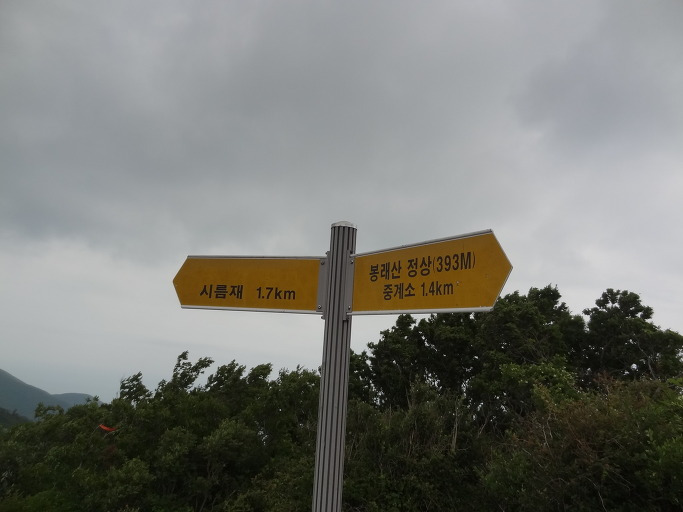 시름재 1.7km
봉래산 정상(393M)
중계소 1.4km